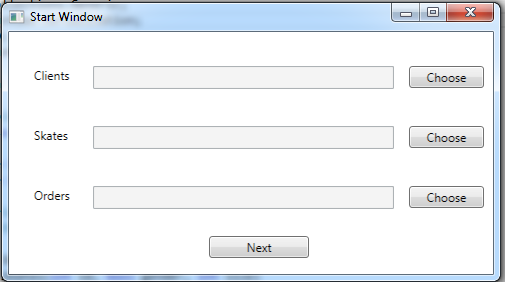 Start Window
Clients Choose
Skates Choose
Orders Choose
Next